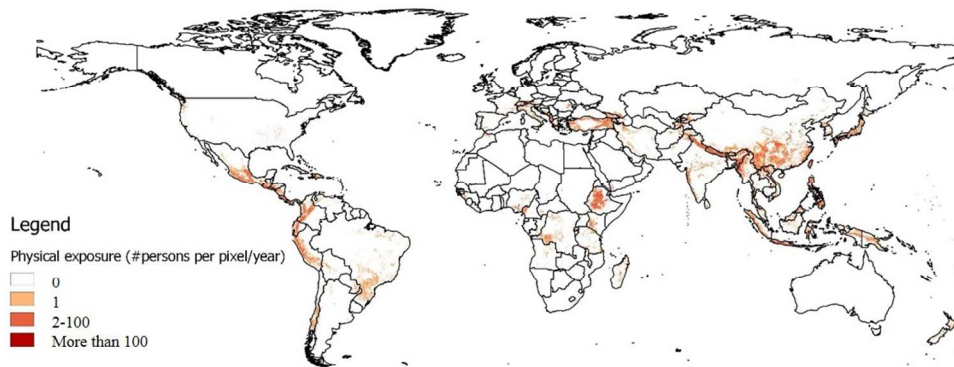 Legend
Physical exposure (#persons per pixel/year)
0
1
2-100
More than 100